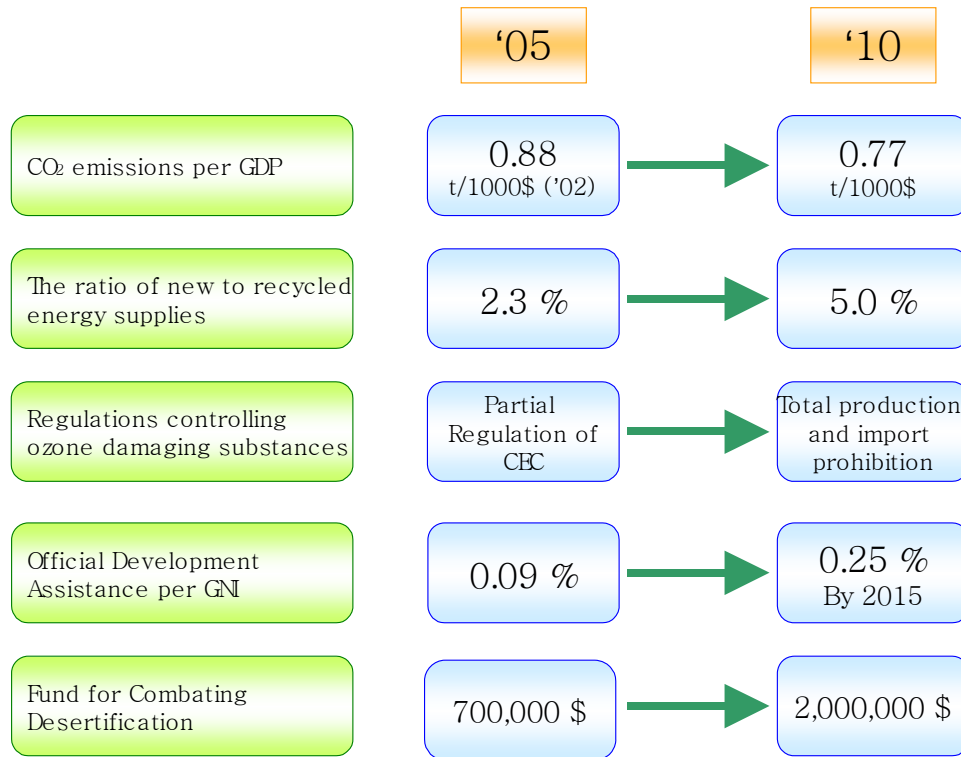 ‘05
‘10
CO₂ emissions per GDP
0.88
t/1000$ (’02)
0.77
t/1000$
The ratio of new to recycled
energy supplies
2.3 %
5.0 %
Regulations controlling
ozone damaging substances
Partial
Regulation of
CEC
Total production
and import
prohibition
Official Development
Assistance per GNI
0.09 %
0.25 %
By 2015
Fund for Combating
Desertification
700,000 $
2,000,000 $